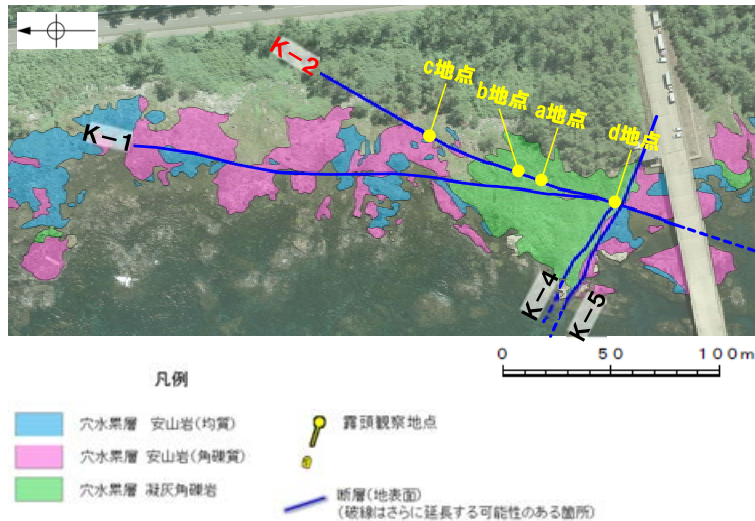 K-2
c地点
b地点
a地点
d地点
K-1
K-4
K-5
0 50 100m
凡例
穴水累層 安山岩(均質)
穴水累層 安山岩(角礫質)
穴水累層 凝灰角礫岩
露頭観察地点
a
断層(地表面)
(破線はさらに延長する可能性のある箇所)